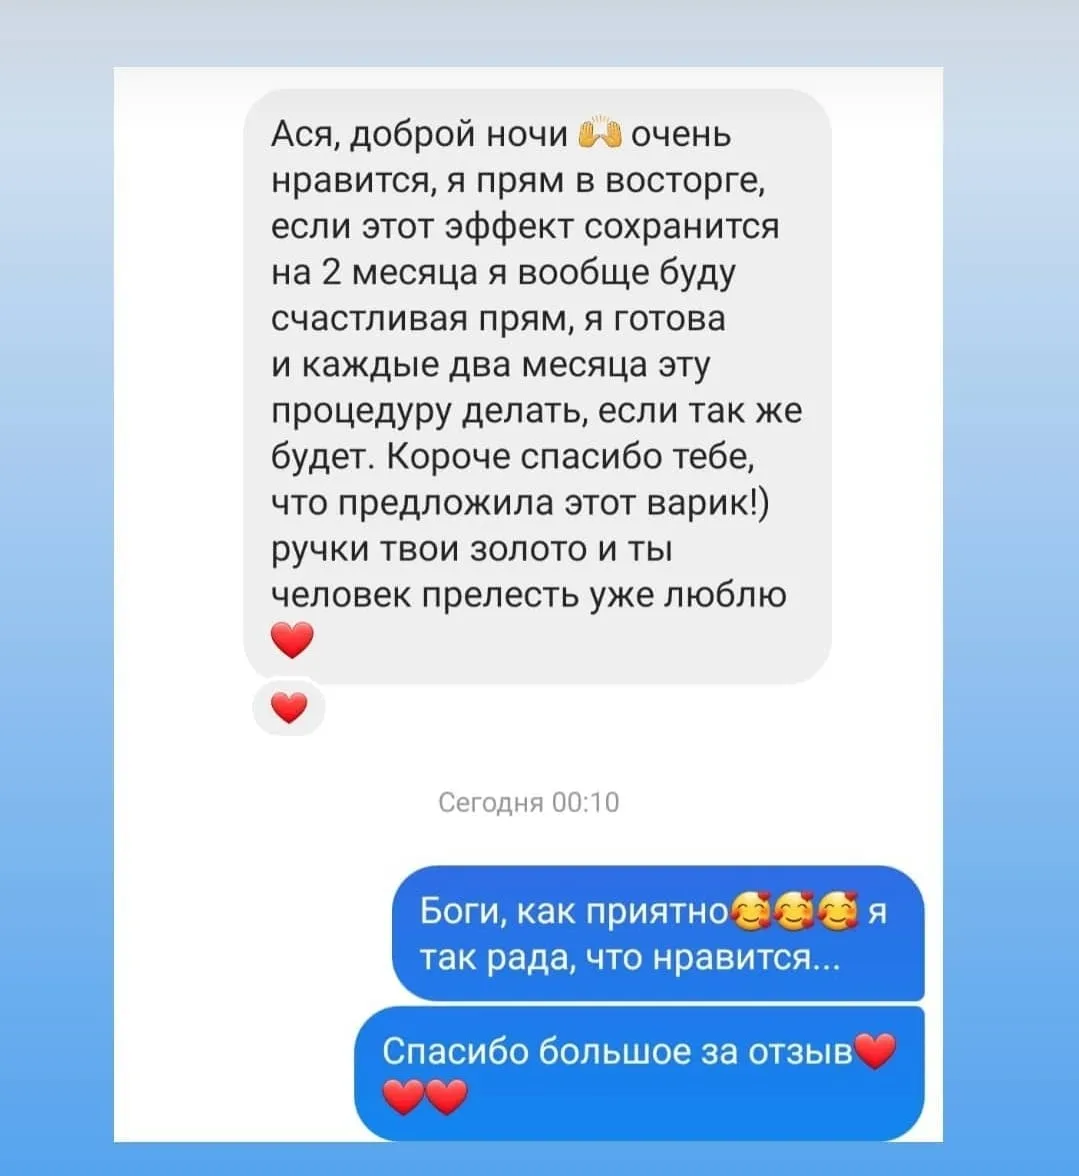 Ася, доброй ночи 🙌 очень
нравится, я прям в восторге,
если этот эффект сохранится
на 2 месяца я вообще буду
счастливая прям, я готова
и каждые два месяца эту
процедуру делать, если так же
будет. Короче спасибо тебе,
что предложила этот варик!)
ручки твои золото и ты
человек прелесть уже люблю
❤️
❤️
Сегодня 00:10
Боги, как приятно🥰🥰🥰 я
так рада, что нравится...
Спасибо большое за отзыв❤️
❤️❤️